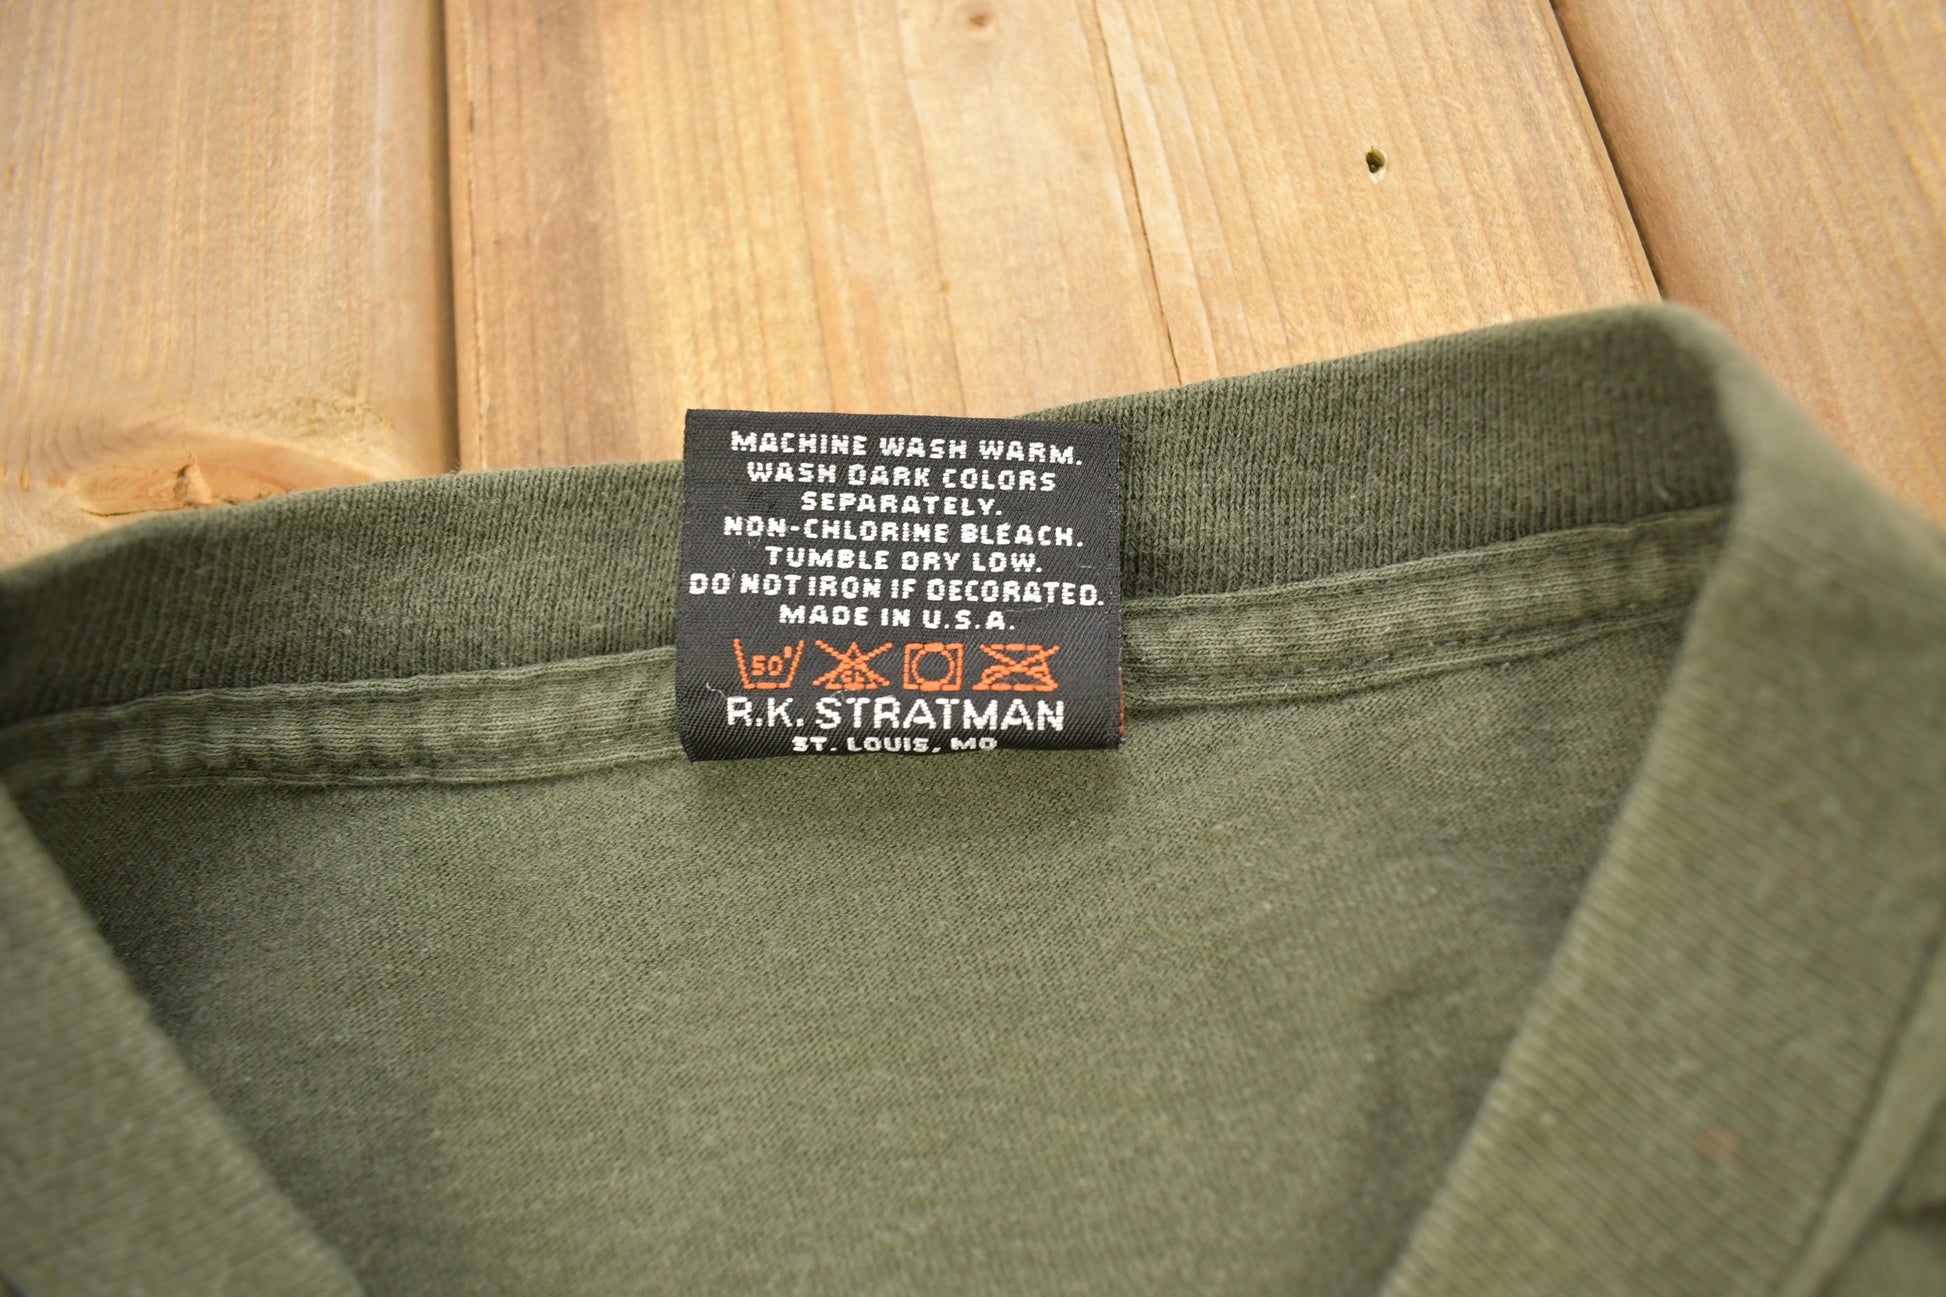 MACHINE WASH WARM.
WASH DARK COLORS
SEPARATELY.
NON-CHLORINE BLEACH.
TUMBLE DRY LOW.
DO NOT IRON IF DECORATED.
MADE IN U.S.A.
50° CL
R.K. STRATMAN
ST. LOUIS, MO